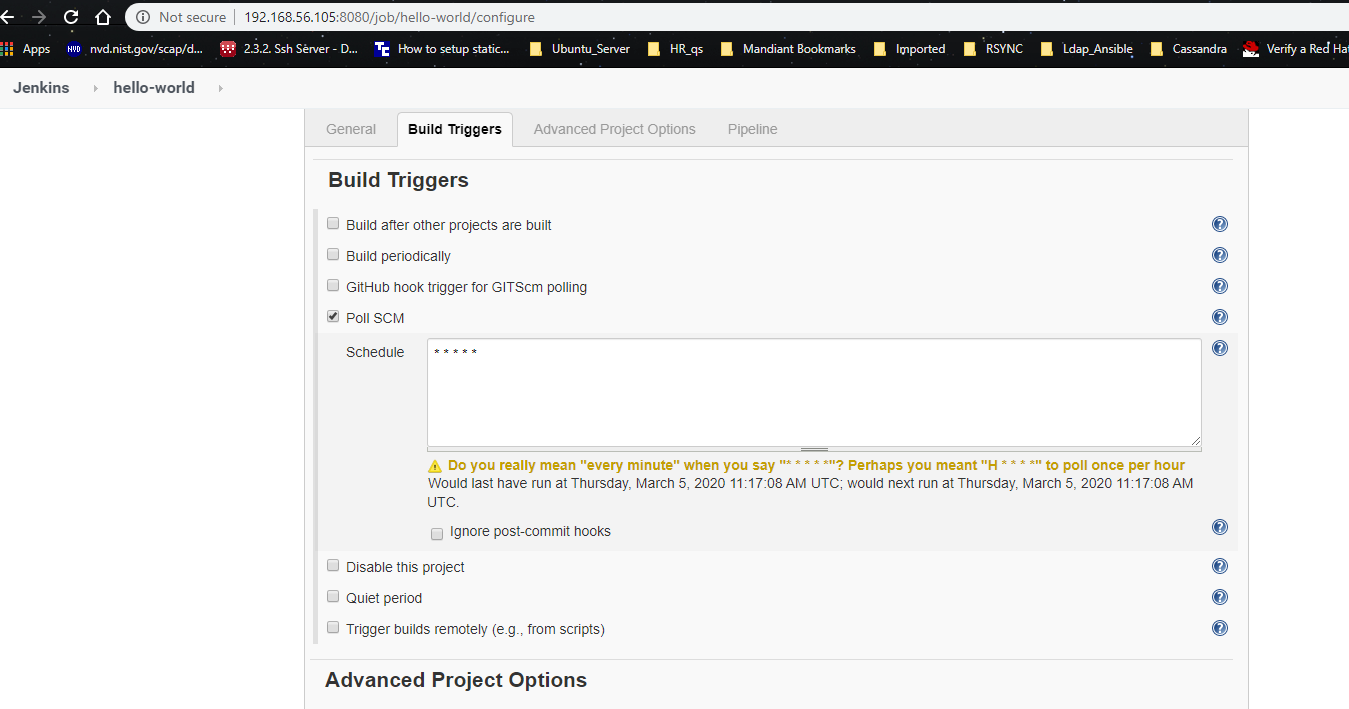 Not secure | 192.168.56.105:8080/job/hello-world/configure
Apps nvd.nist.gov/scap/d... 2.3.2. Ssh Server - D... How to setup static... Ubuntu_Server HR_qs Mandiant Bookmarks Imported RSYNC Ldap_Ansible Cassandra Verify a Red Hat
Jenkins hello-world
General Build Triggers Advanced Project Options Pipeline
Build Triggers
Build after other projects are built
Build periodically
GitHub hook trigger for GITScm polling
Poll SCM
Schedule * * * * *
Do you really mean "every minute" when you say "* * * * *"? Perhaps you meant "H * * * *" to poll once per hour
Would last have run at Thursday, March 5, 2020 11:17:08 AM UTC; would next run at Thursday, March 5, 2020 11:17:08 AM
UTC.
Ignore post-commit hooks
Disable this project
Quiet period
Trigger builds remotely (e.g., from scripts)
Advanced Project Options